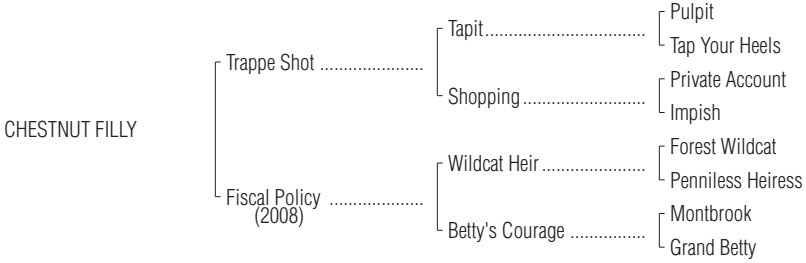 Pulpit
Tapit..................................
Tap Your Heels
Trappe Shot ......................
Private Account
Shopping..........................
Impish
CHESTNUT FILLY
Forest Wildcat
Wildcat Heir......................
Penniless Heiress
Fiscal Policy ....................
(2008)
Montbrook
Betty's Courage ................
Grand Betty